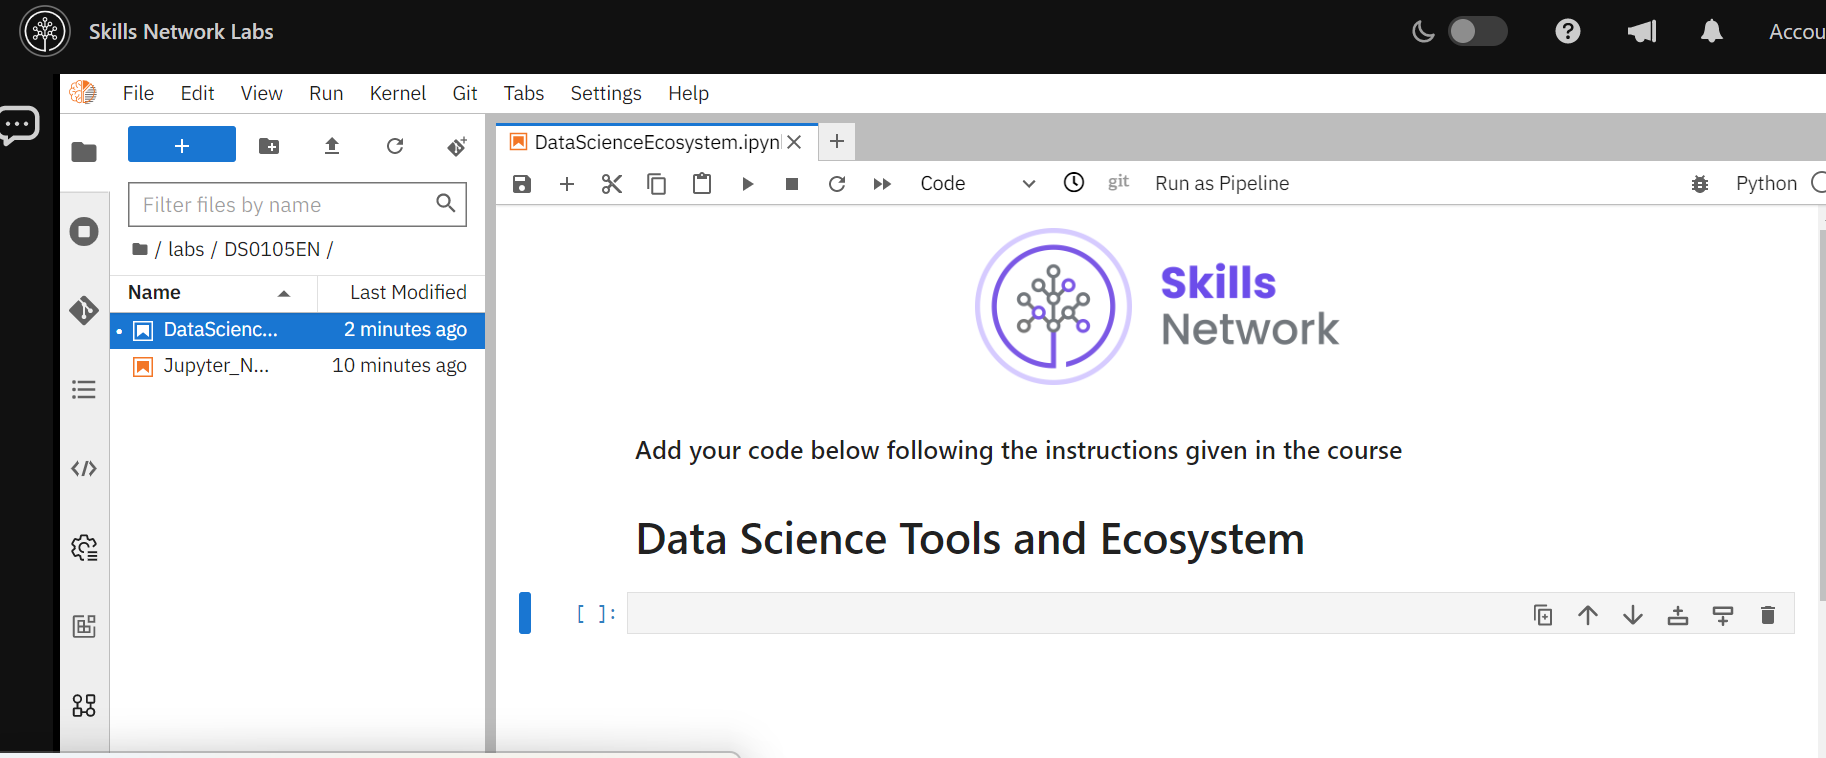 Skills Network Labs
Accou
File Edit View Run Kernel Git Tabs Settings Help
DataScienceEcosystem.ipyn
Code git Run as Pipeline Python
Filter files by name
/ labs / DS0105EN /
Name Last Modified
DataScienc... 2 minutes ago
Jupyter_N... 10 minutes ago
Skills
Network
Add your code below following the instructions given in the course
Data Science Tools and Ecosystem
[ ]: